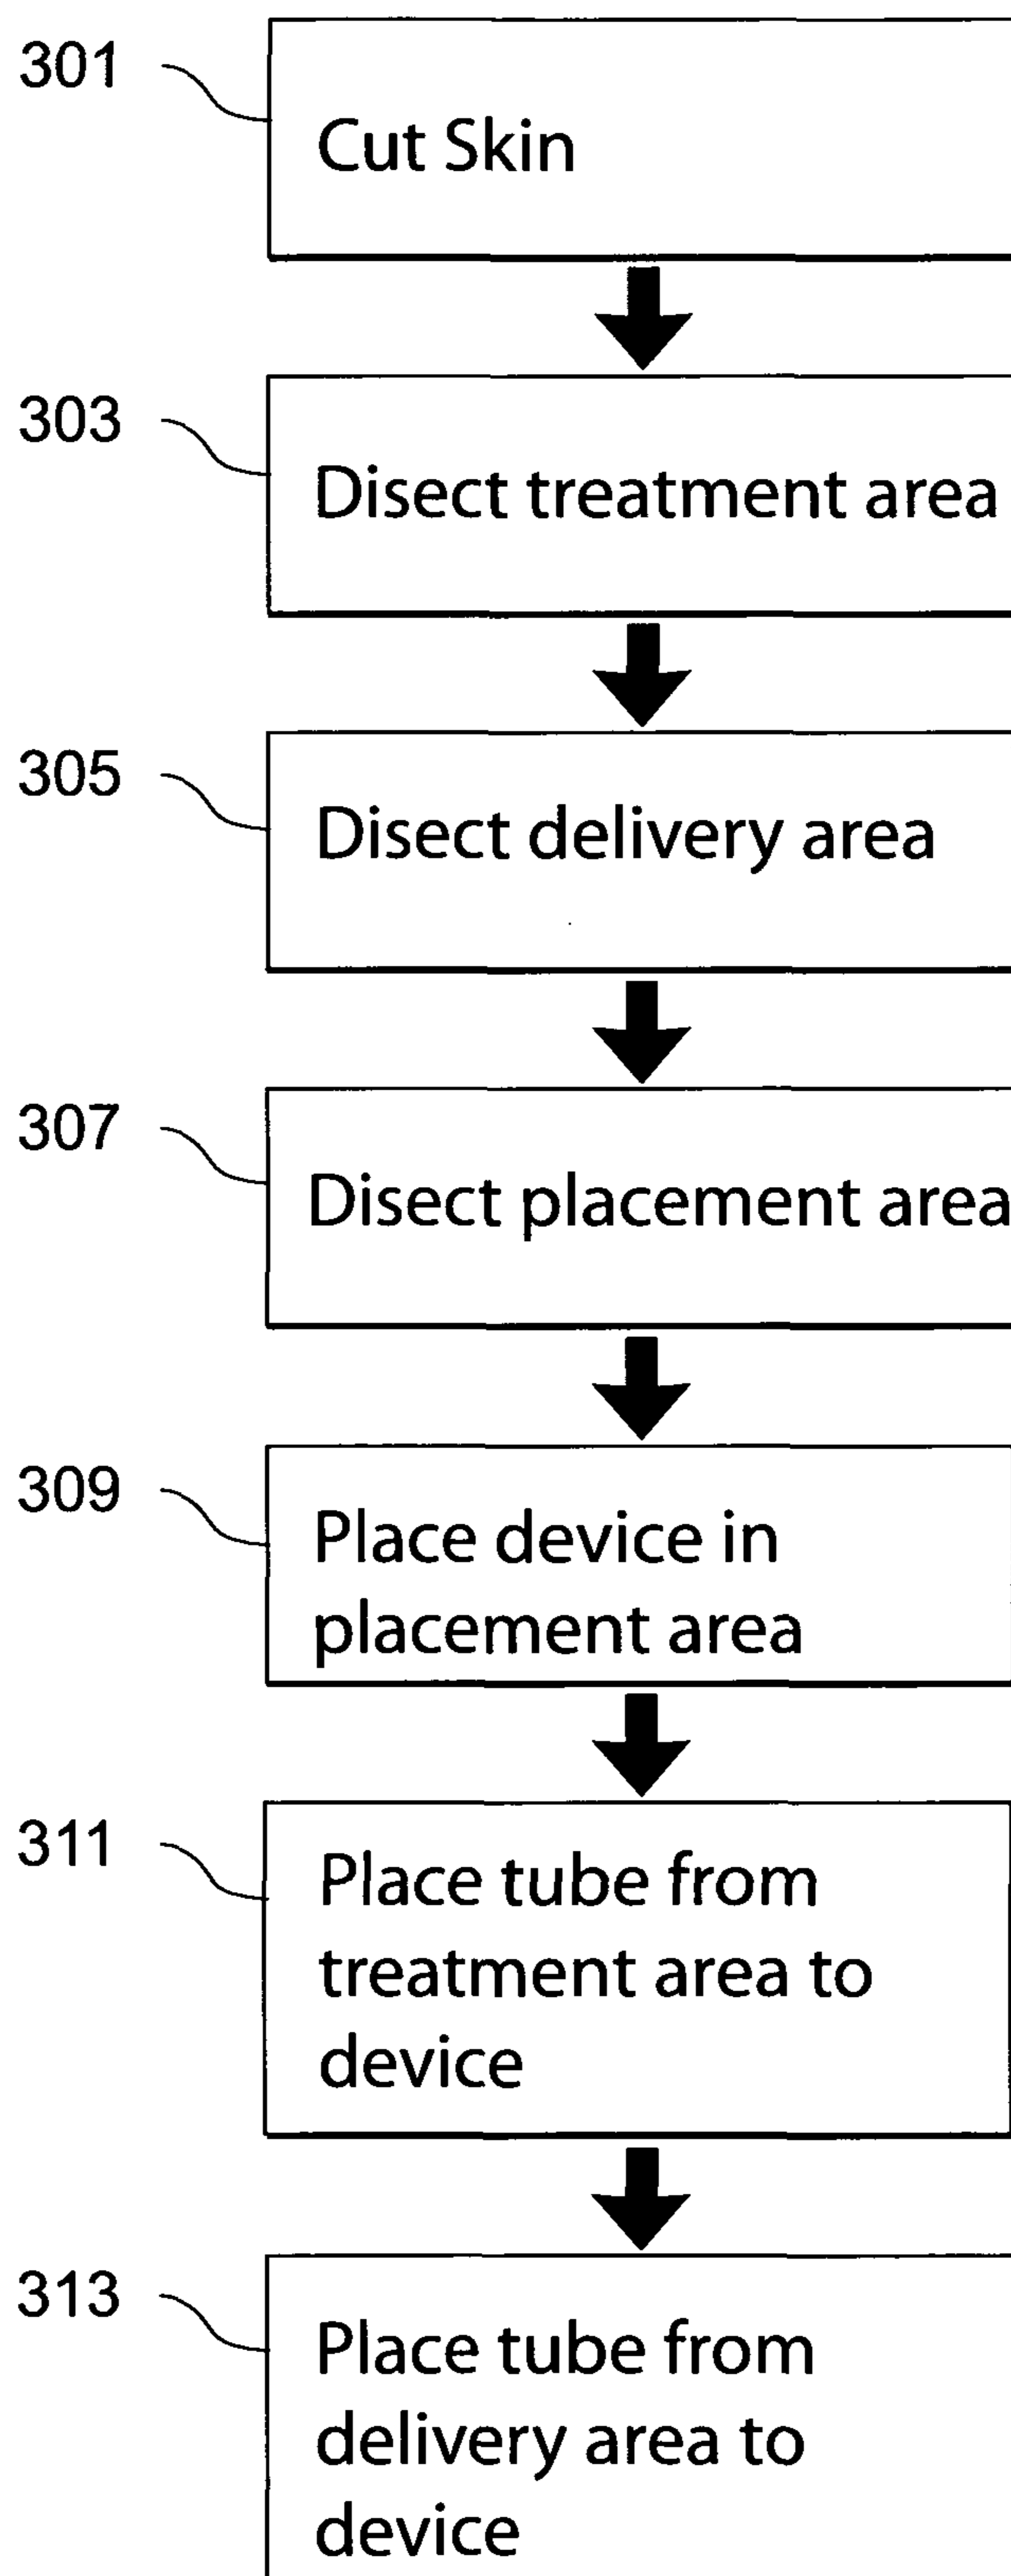 301
Cut Skin
303
Disect treatment area
305
Disect delivery area
307
Disect placement area
309
Place device in
placement area
311
Place tube from
treatment area to
device
313
Place tube from
delivery area to
device